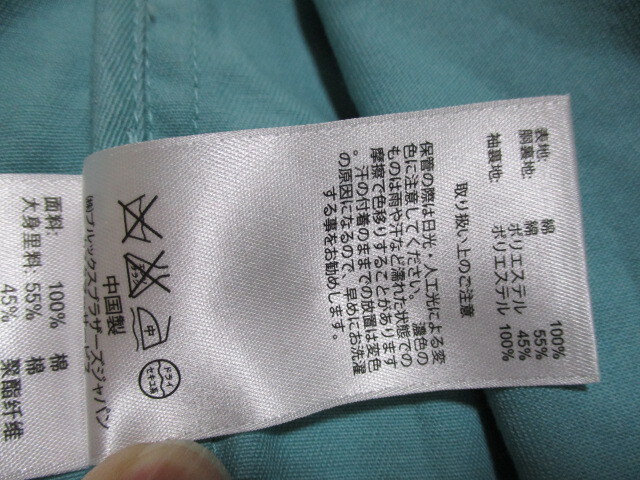 表地: 綿 100%
胴裏地: 綿 55%
ポリエステル 45%
袖裏地: ポリエステル 100%
取り扱い上のご注意
保管の際は日光・人工光による変
色に注意してください。 濃色の
ものは雨や汗など濡れた状態での
摩擦で色移りすることがあります
汗の付着のままでの放置は変色
の原因になるので、早めにお洗濯
する事をお勧めします。
中
ドライ
セキユ系
中国製
㈱ブルックスブラザーズジャパン
面料: 100% 棉
大身里料: 55% 棉
45% 聚酯纤维